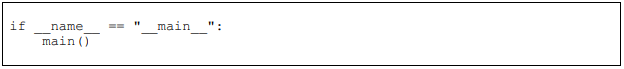 if __name__ == "__main__":
    main()